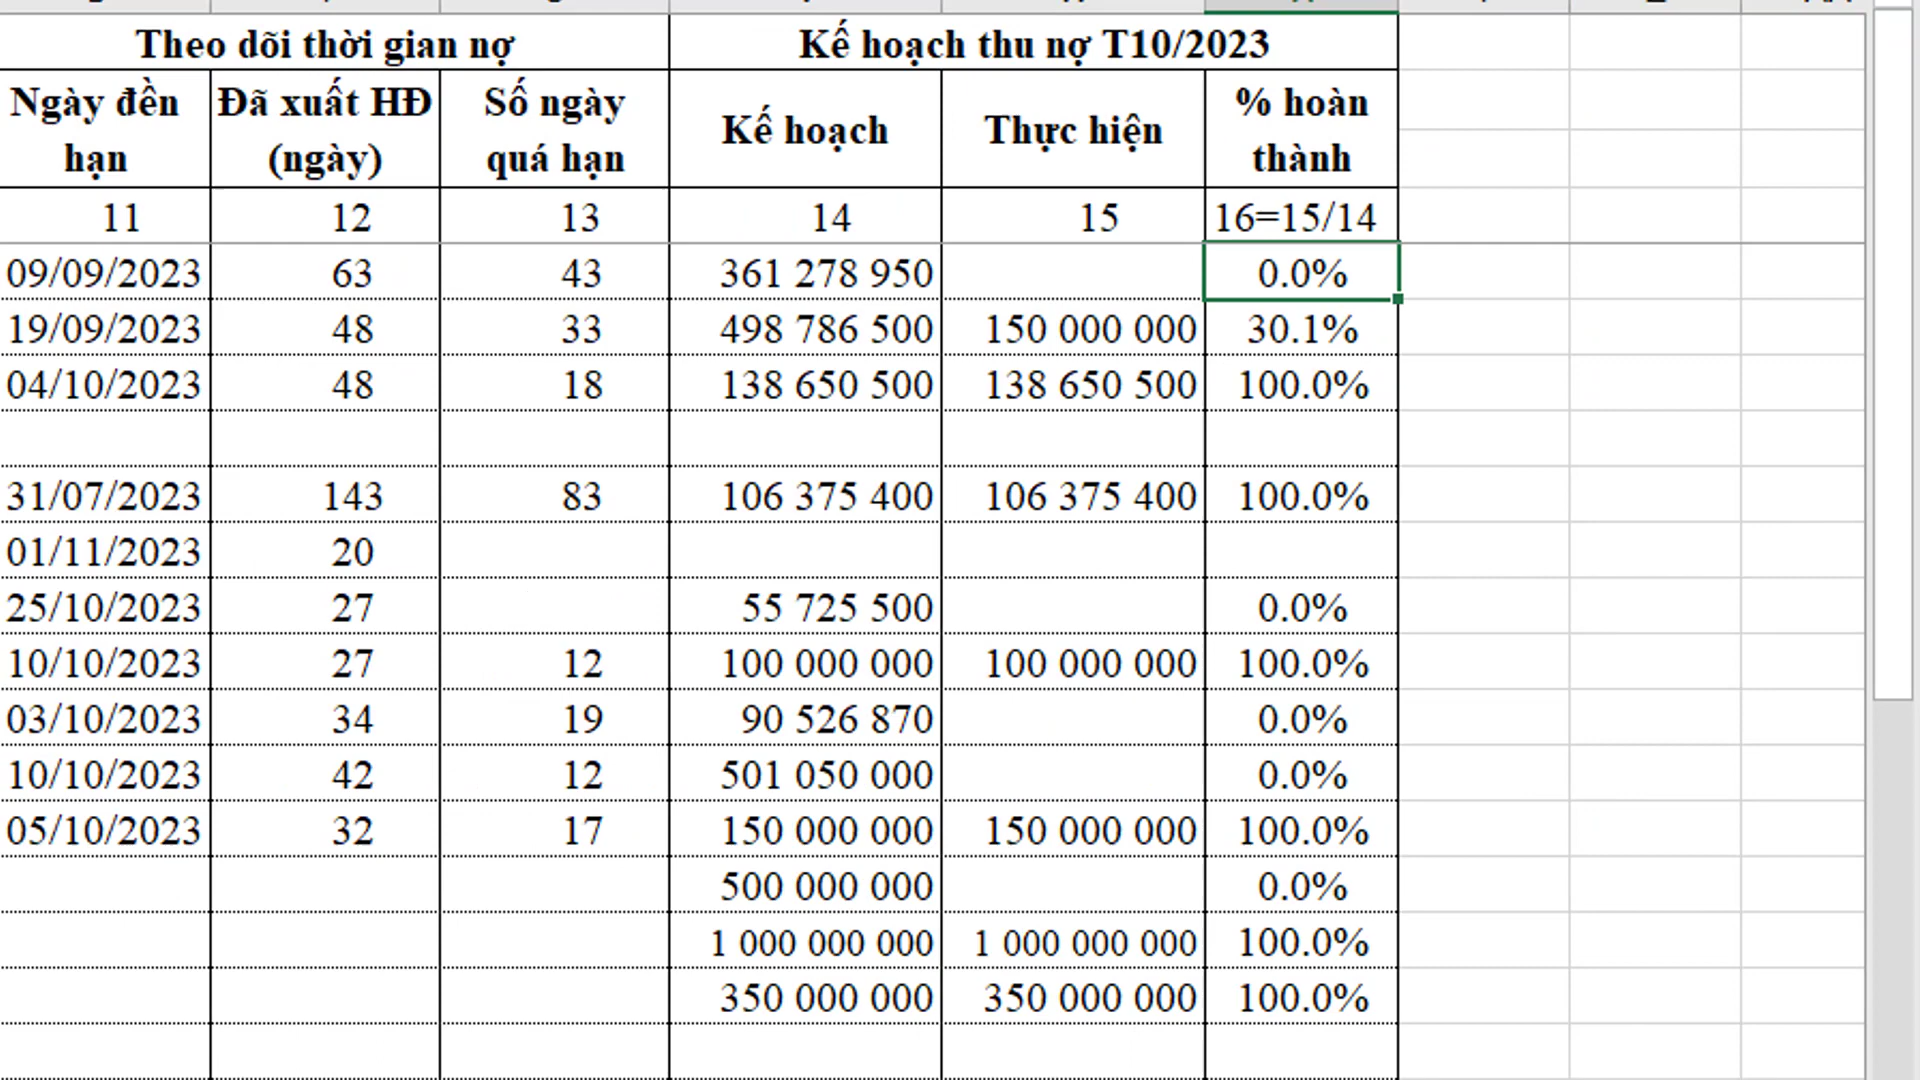 Theo dõi thời gian nợ Kế hoạch thu nợ T10/2023
Ngày đền hạn Đã xuất HĐ (ngày) Số ngày quá hạn Kế hoạch Thực hiện % hoàn thành
11 12 13 14 15 16=15/14
09/09/2023 63 43 361 278 950 0.0%
19/09/2023 48 33 498 786 500 150 000 000 30.1%
04/10/2023 48 18 138 650 500 138 650 500 100.0%
31/07/2023 143 83 106 375 400 106 375 400 100.0%
01/11/2023 20
25/10/2023 27 55 725 500 0.0%
10/10/2023 27 12 100 000 000 100 000 000 100.0%
03/10/2023 34 19 90 526 870 0.0%
10/10/2023 42 12 501 050 000 0.0%
05/10/2023 32 17 150 000 000 150 000 000 100.0%
500 000 000 0.0%
1 000 000 000 1 000 000 000 100.0%
350 000 000 350 000 000 100.0%